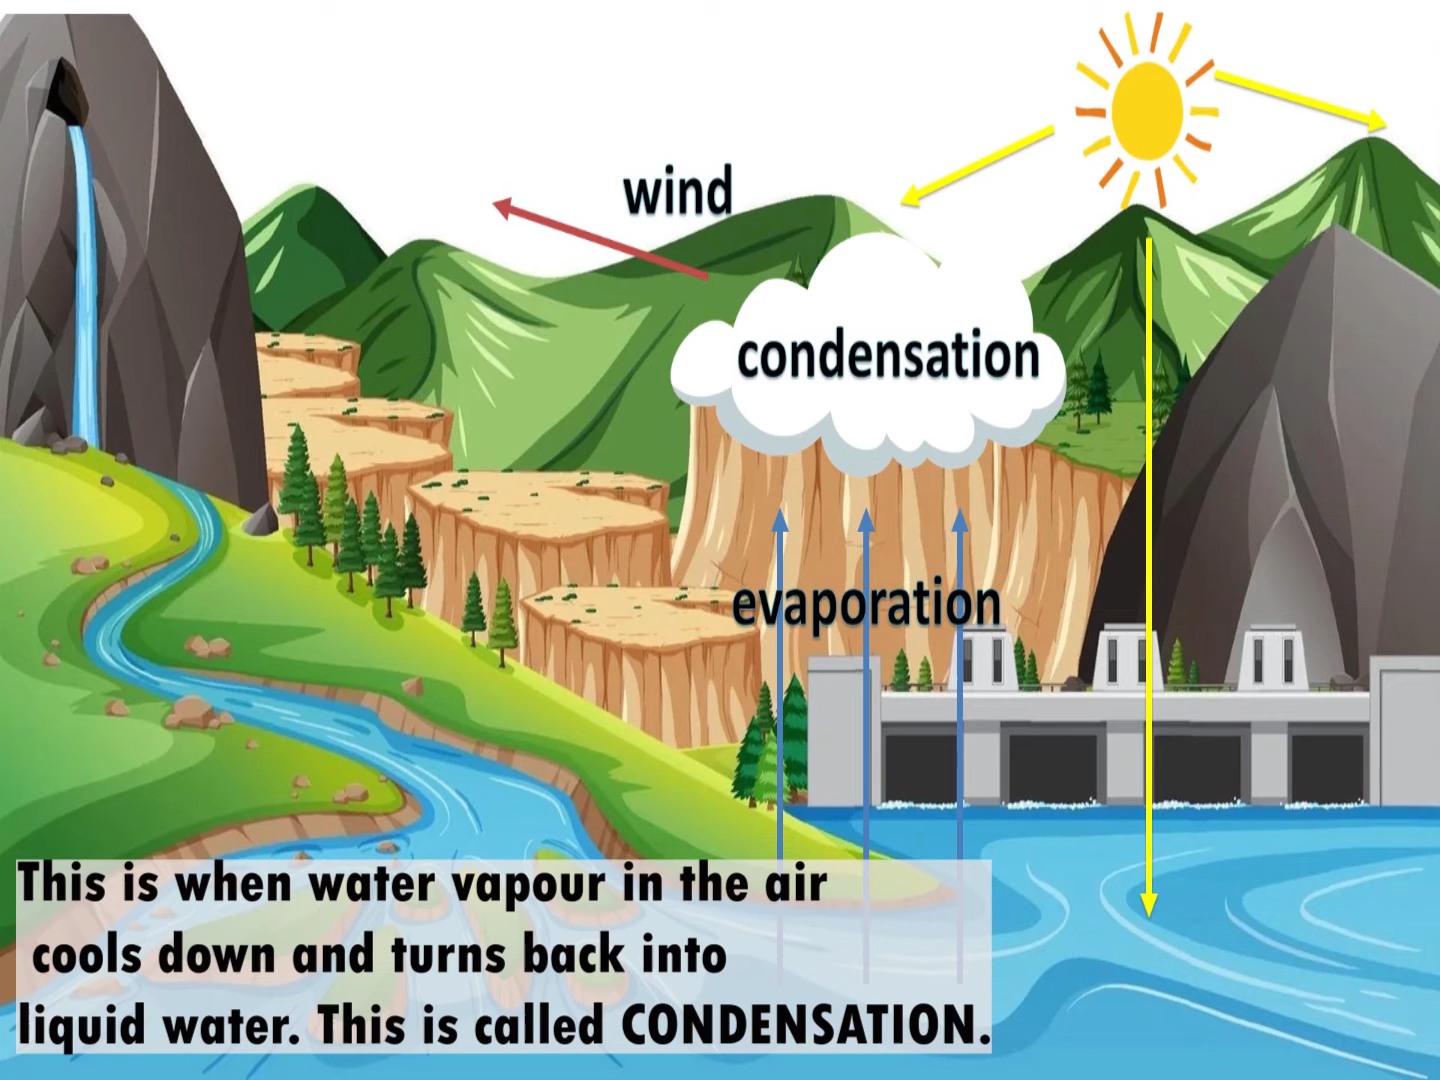 wind
condensation
evaporation
This is when water vapour in the air
cools down and turns back into
liquid water. This is called CONDENSATION.